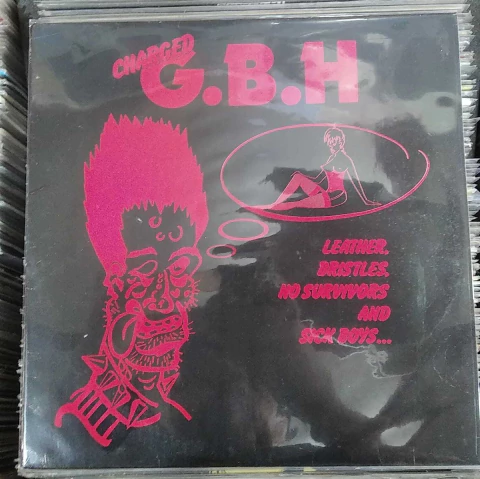 CHARGED
G.B.H
LEATHER,
BRISTLES,
NO SURVIVORS
AND
SICK BOYS...